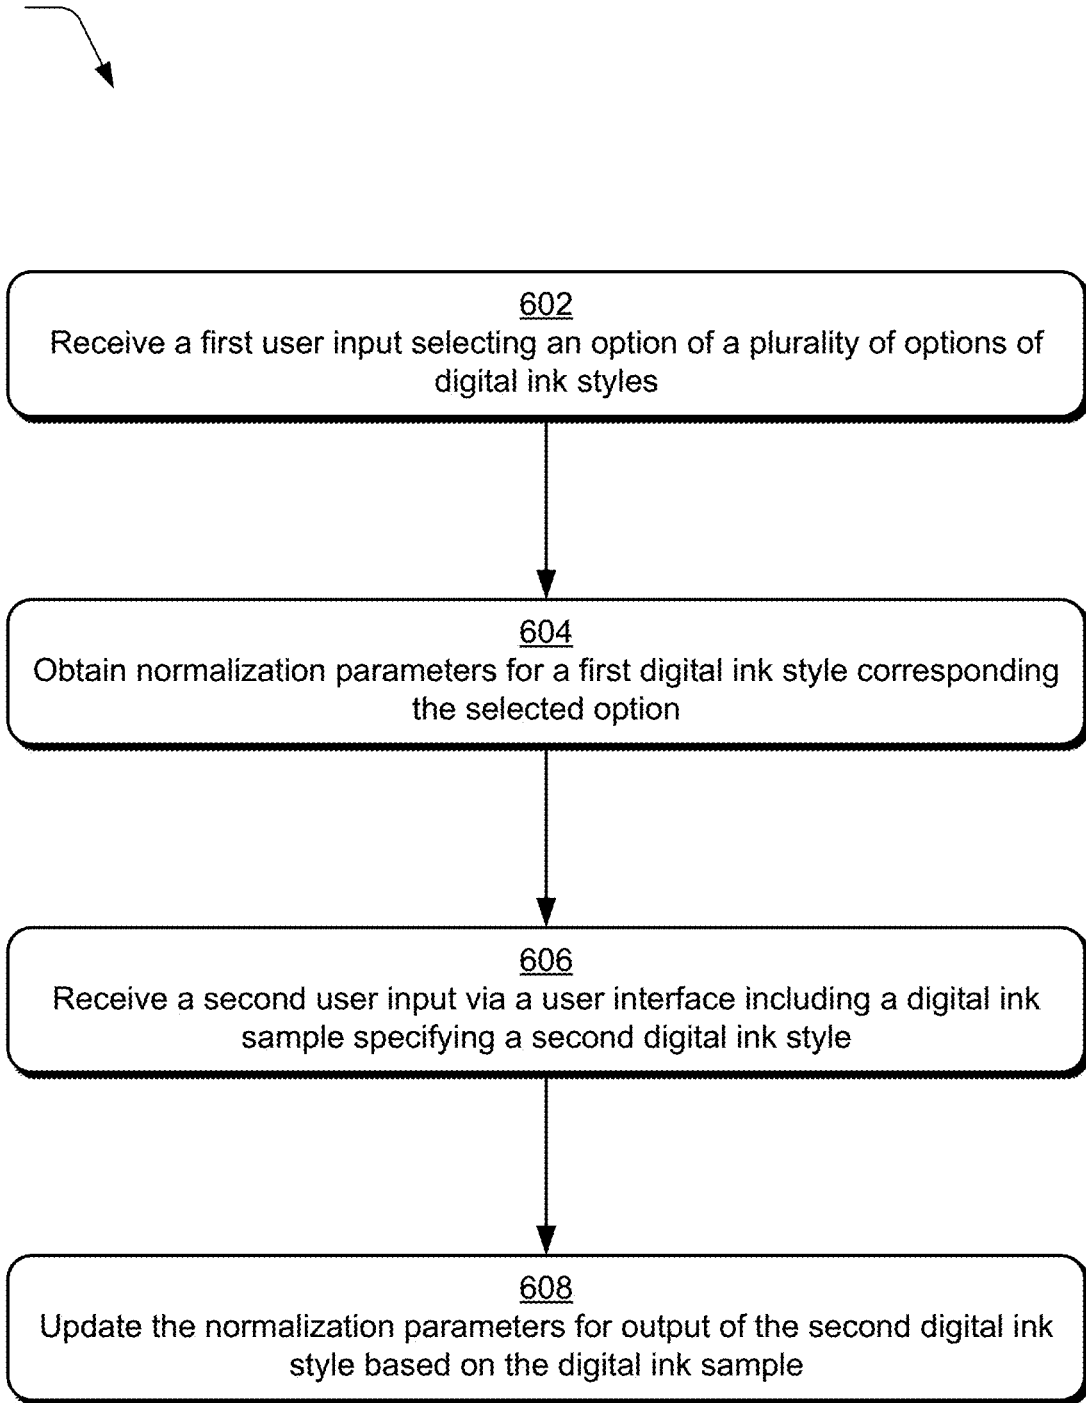 602
Receive a first user input selecting an option of a plurality of options of
digital ink styles
604
Obtain normalization parameters for a first digital ink style corresponding
the selected option
606
Receive a second user input via a user interface including a digital ink
sample specifying a second digital ink style
608
Update the normalization parameters for output of the second digital ink
style based on the digital ink sample